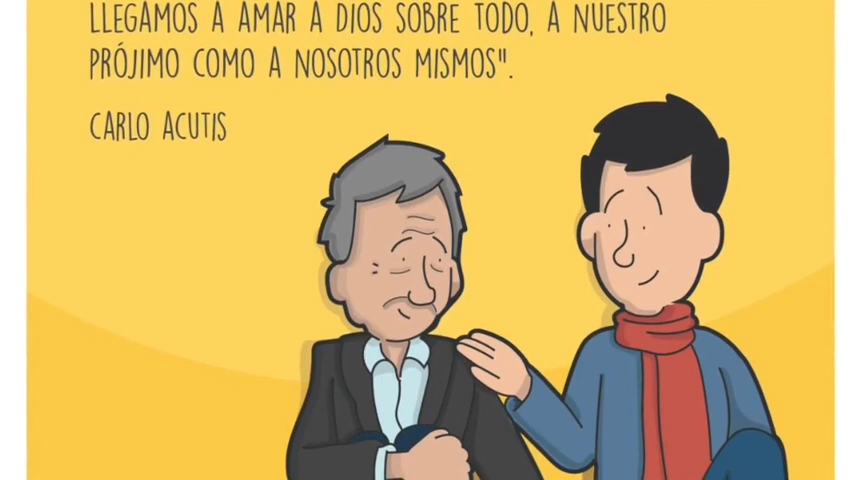 LLEGAMOS A AMAR A DIOS SOBRE TODO, A NUESTRO
PRÓJIMO COMO A NOSOTROS MISMOS".
CARLO ACUTIS